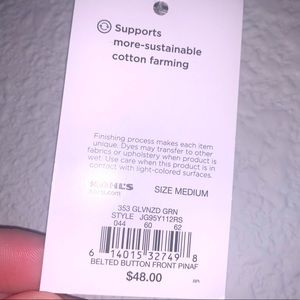 Supports
more-sustainable
cotton farming
Finishing process makes each item
unique. Dyes may transfer to other
fabrics or upholstery when product is
wet. Use care when this product is in
contact with light-colored surfaces.
KOHL'S
SIZE MEDIUM
353 GLVNZD GRN
STYLE JG95Y112RS
044 60 62
6 14015 32749 8
BELTED BUTTON FRONT PINAF
$48.00